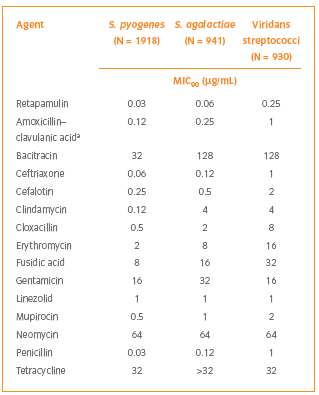 Agent S. pyogenes S. agalactiae Viridans
(N = 1918) (N = 941) streptococci
(N = 930)
MIC90 (µg/mL)
Retapamulin 0.03 0.06 0.25
Amoxicillin– 0.12 0.25 1
clavulanic acidᵃ
Bacitracin 32 128 128
Ceftriaxone 0.06 0.12 1
Cefalotin 0.25 0.5 2
Clindamycin 0.12 4 4
Cloxacillin 0.5 2 8
Erythromycin 2 8 16
Fusidic acid 8 16 32
Gentamicin 16 32 16
Linezolid 1 1 1
Mupirocin 0.5 1 2
Neomycin 64 64 64
Penicillin 0.03 0.12 1
Tetracycline 32 >32 32